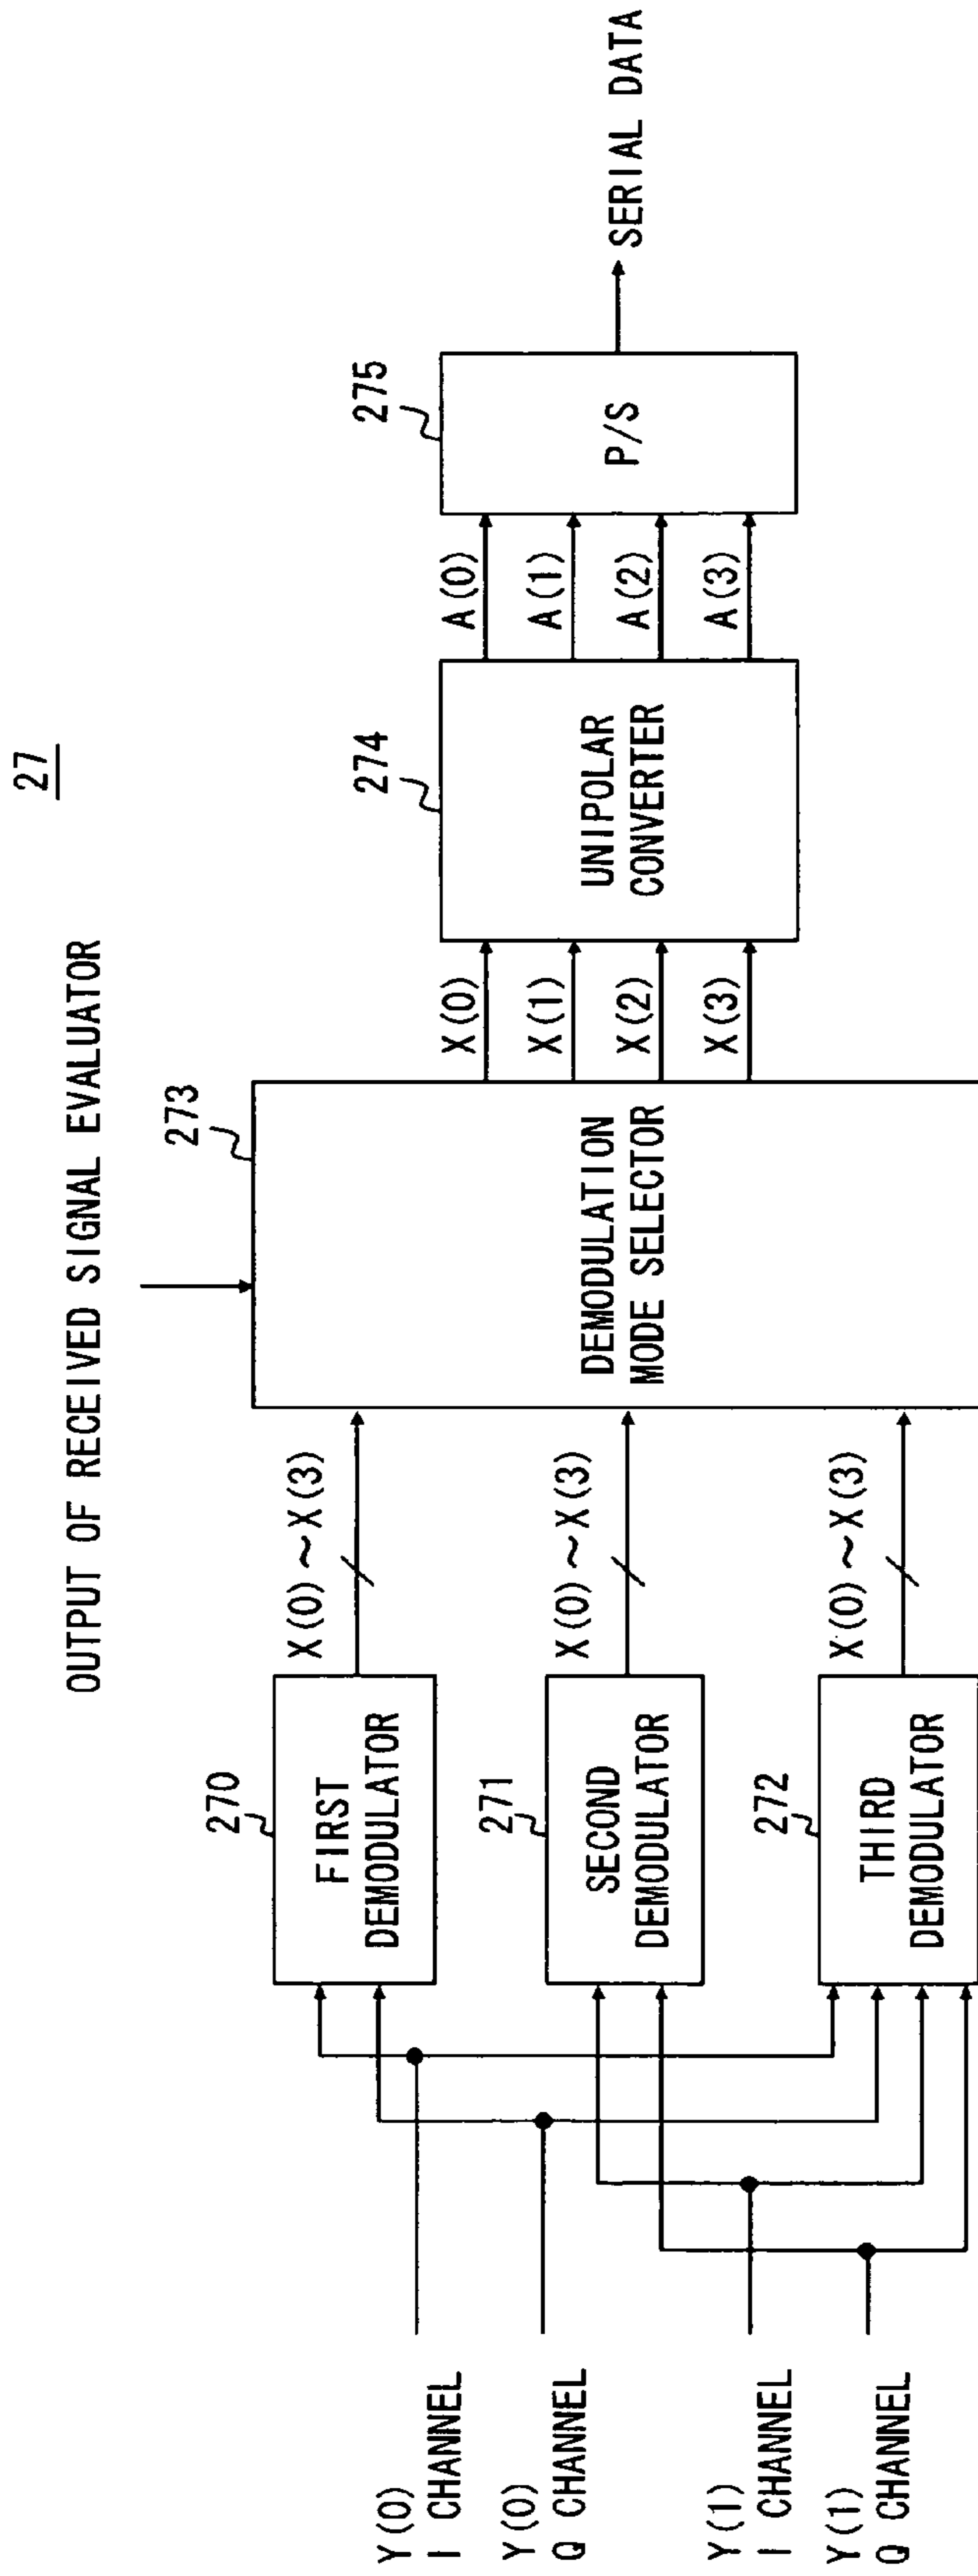 27
OUTPUT OF RECEIVED SIGNAL EVALUATOR
Y(0)
I CHANNEL
Y(0)
Q CHANNEL
Y(1)
I CHANNEL
Y(1)
Q CHANNEL
270
FIRST
DEMODULATOR
271
SECOND
DEMODULATOR
272
THIRD
DEMODULATOR
X(0)~X(3)
X(0)~X(3)
X(0)~X(3)
273
DEMODULATION
MODE SELECTOR
X(0)
X(1)
X(2)
X(3)
274
UNIPOLAR
CONVERTER
A(0)
A(1)
A(2)
A(3)
275
P/S
SERIAL DATA